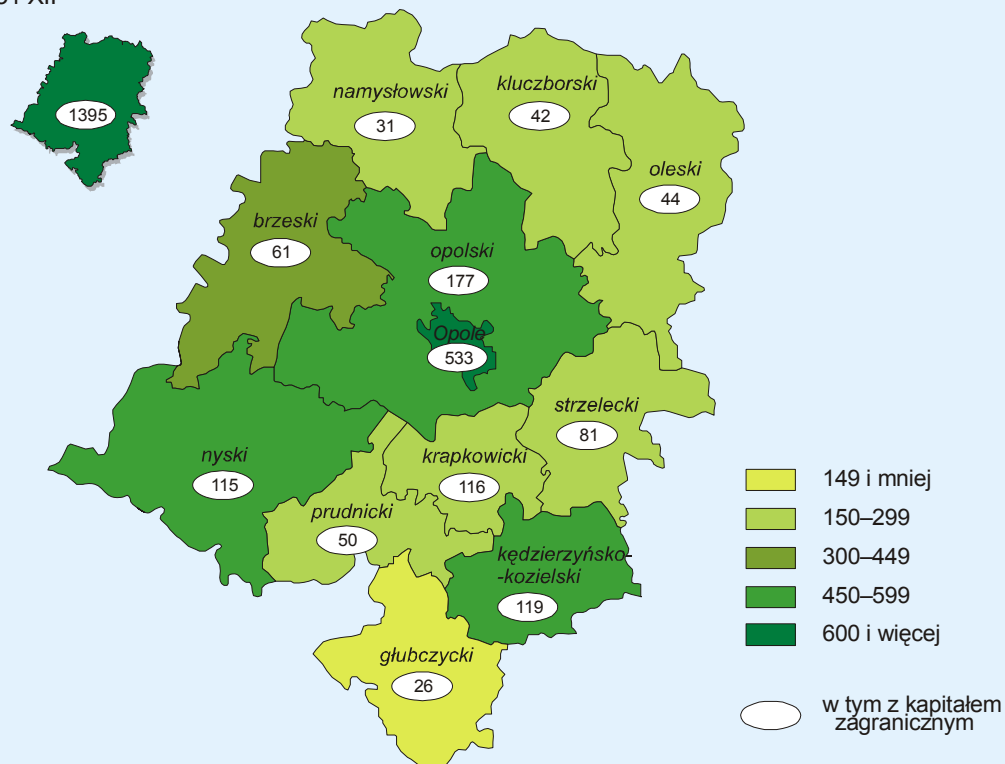 1395
namysłowski
31
kluczborski
42
oleski
44
brzeski
61
opolski
177
Opole
533
strzelecki
81
nyski
115
krapkowicki
116
prudnicki
50
kędzierzyńsko-
-kozielski
119
głubczycki
26
149 i mniej
150–299
300–449
450–599
600 i więcej
w tym z kapitałem
zagranicznym